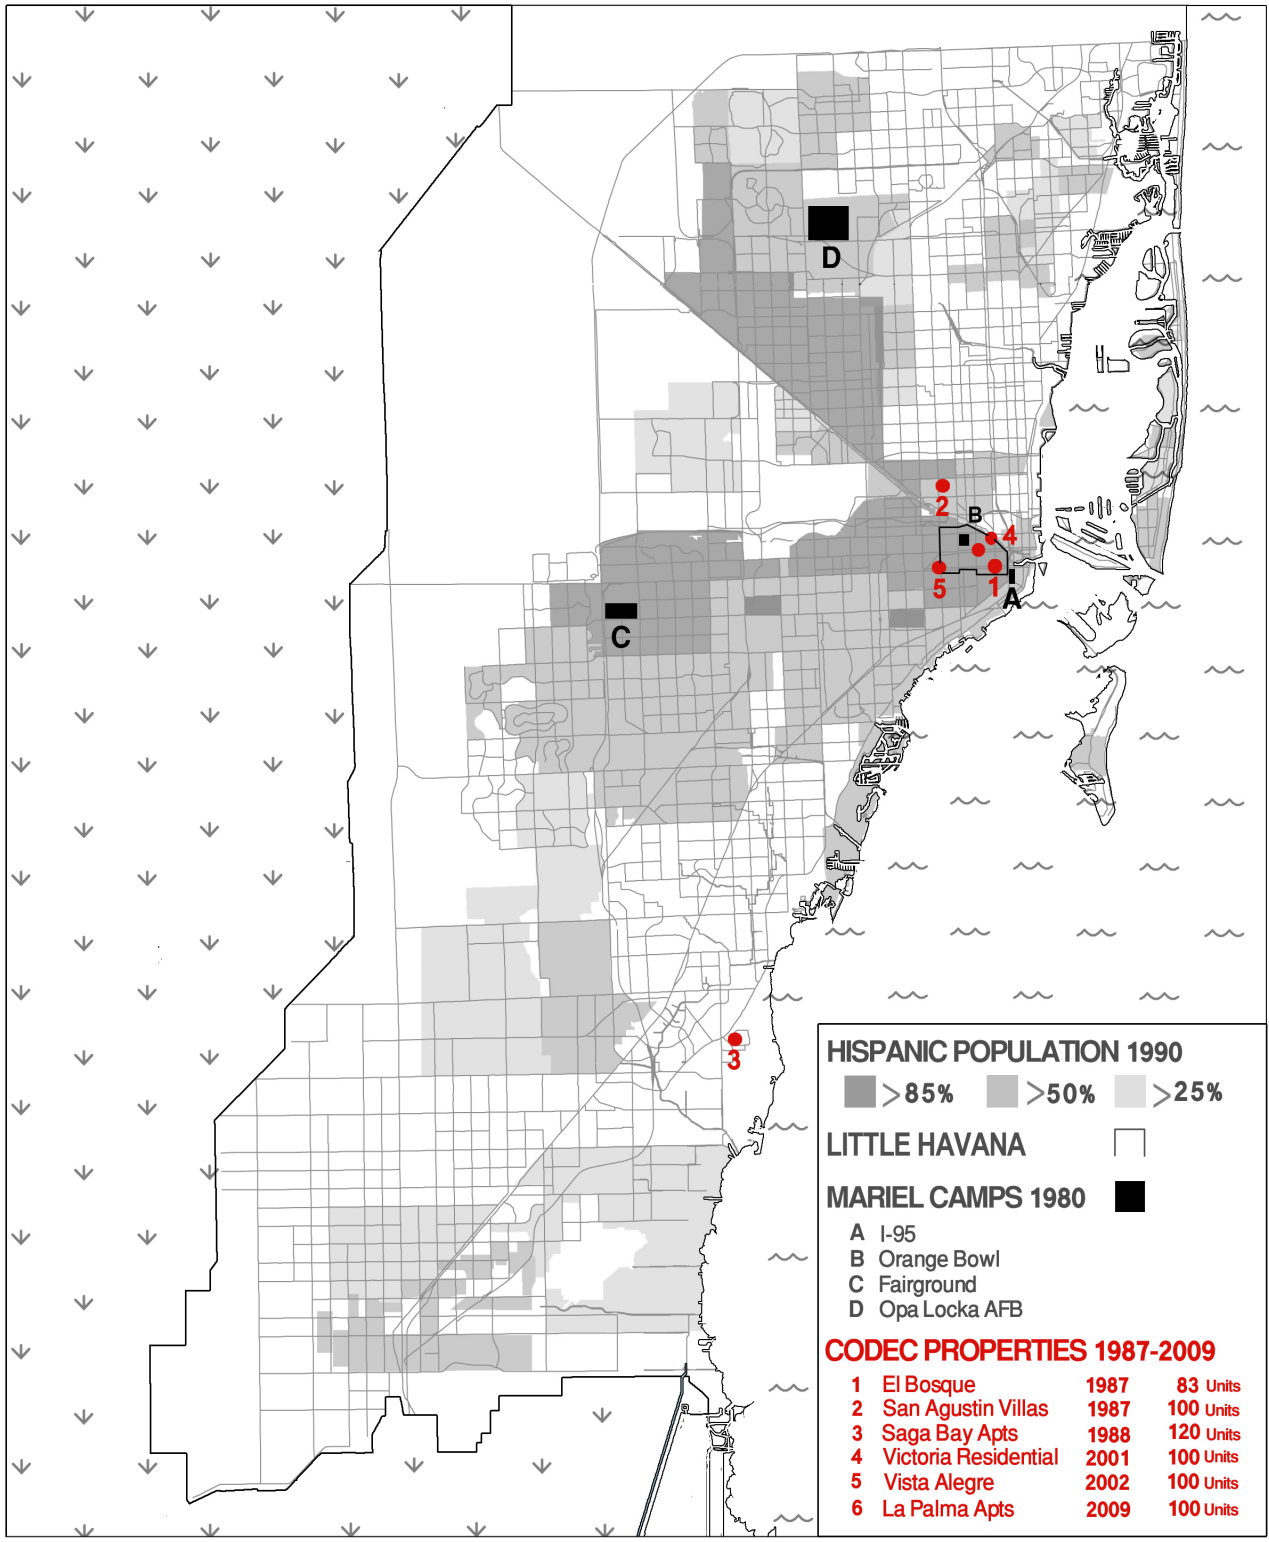 D
2
B
4
5
1
A
C
3
HISPANIC POPULATION 1990
>85% >50% >25%
LITTLE HAVANA
MARIEL CAMPS 1980
A I-95
B Orange Bowl
C Fairground
D Opa Locka AFB
CODEC PROPERTIES 1987-2009
1 El Bosque 1987 83 Units
2 San Agustin Villas 1987 100 Units
3 Saga Bay Apts 1988 120 Units
4 Victoria Residential 2001 100 Units
5 Vista Alegre 2002 100 Units
6 La Palma Apts 2009 100 Units